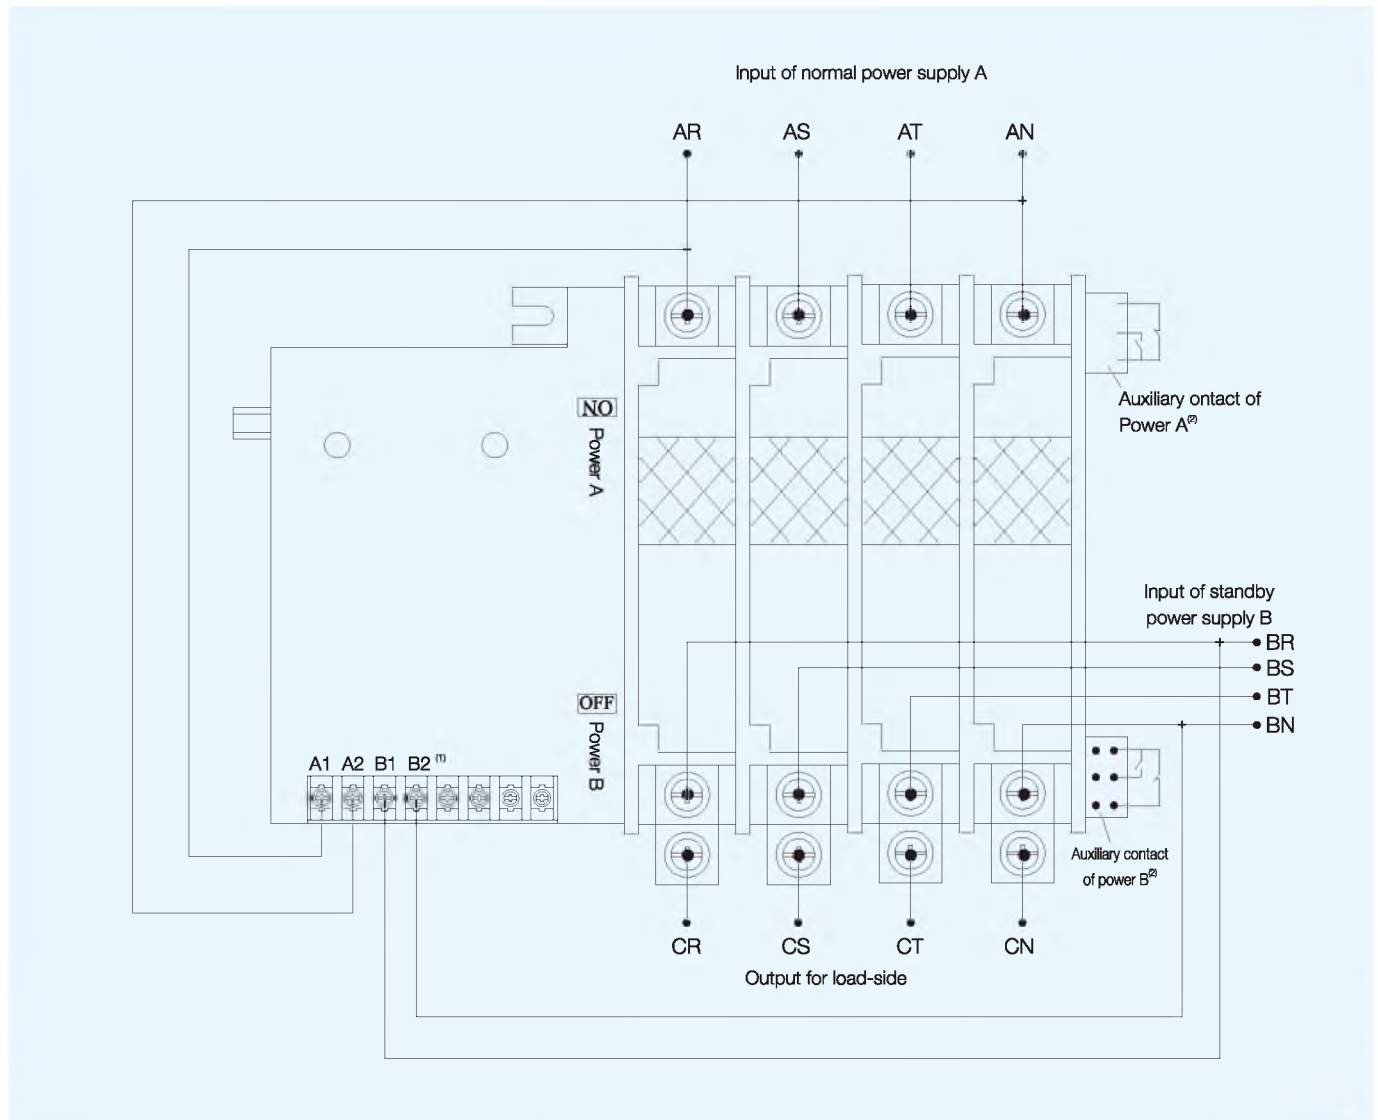 Input of normal power supply A
AR AS AT AN
NO
Power A
Auxiliary ontact of
Power A(2)
Input of standby
power supply B
BR
BS
BT
BN
OFF
Power B
A1 A2 B1 B2 (1)
Auxiliary contact
of power B(2)
CR CS CT CN
Output for load-side